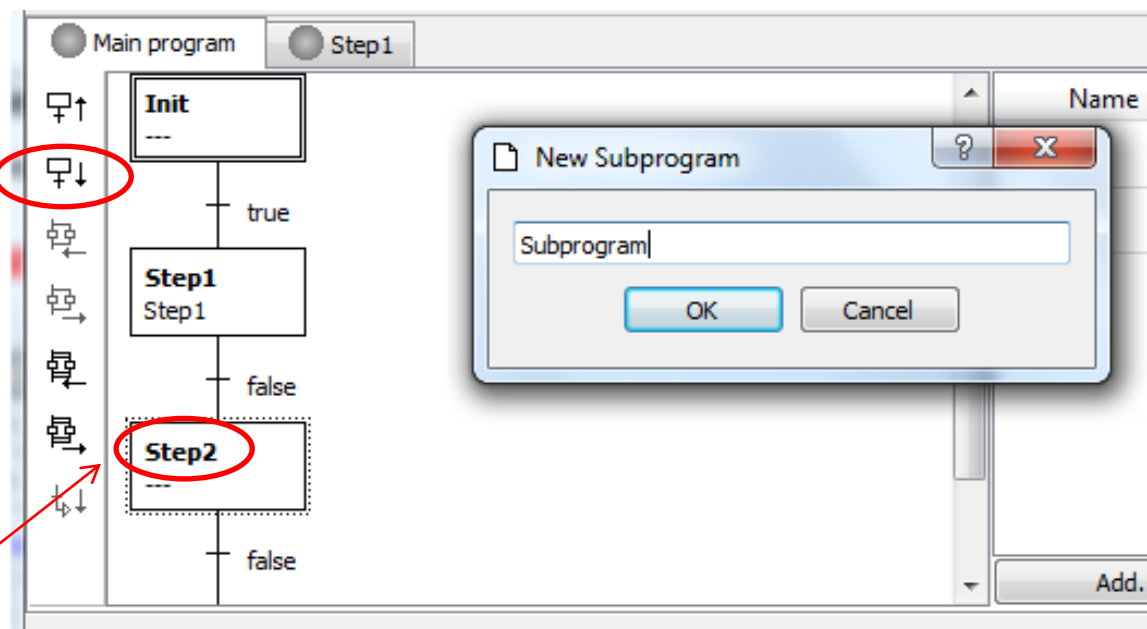 Main program
Step1
Name
Init
---
New Subprogram
true
Subprogram
Step1
Step1
OK
Cancel
false
Step2
---
false
Add.